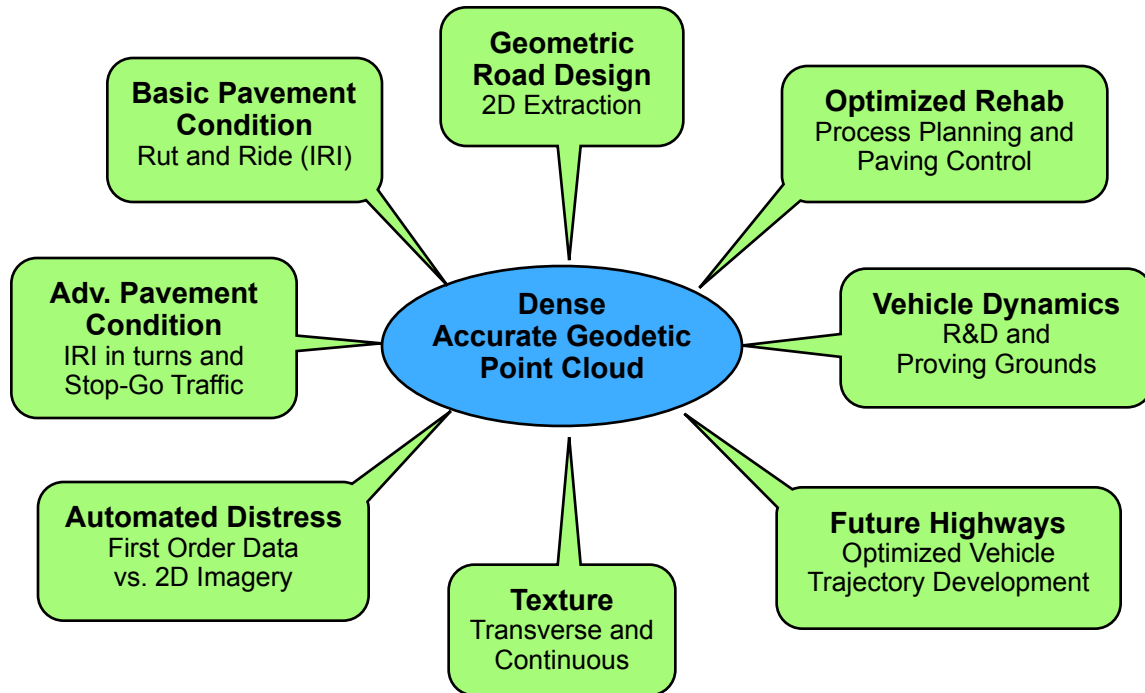 Geometric
Road Design
2D Extraction
Basic Pavement
Condition
Rut and Ride (IRI)
Optimized Rehab
Process Planning and
Paving Control
Adv. Pavement
Condition
IRI in turns and
Stop-Go Traffic
Dense
Accurate Geodetic
Point Cloud
Vehicle Dynamics
R&D and
Proving Grounds
Automated Distress
First Order Data
vs. 2D Imagery
Texture
Transverse and
Continuous
Future Highways
Optimized Vehicle
Trajectory Development